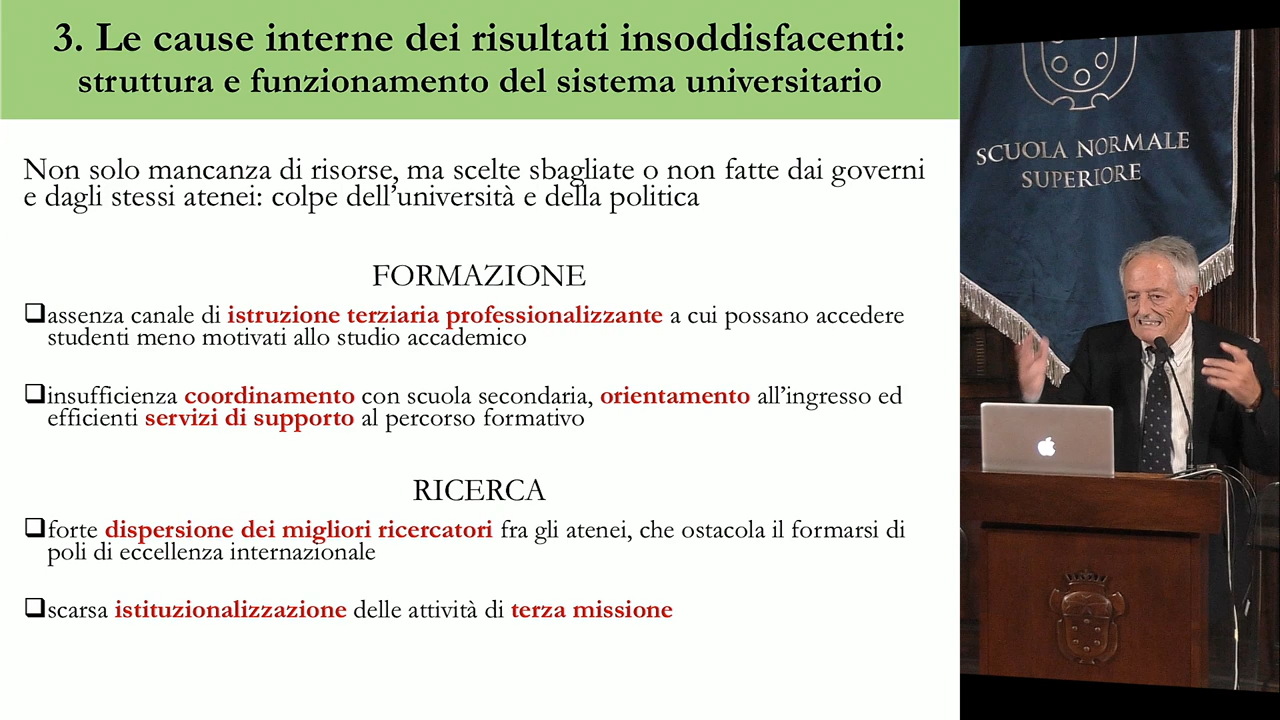 3. Le cause interne dei risultati insoddisfacenti:
struttura e funzionamento del sistema universitario
Non solo mancanza di risorse, ma scelte sbagliate o non fatte dai governi
e dagli stessi atenei: colpe dell'università e della politica
FORMAZIONE
❑assenza canale di istruzione terziaria professionalizzante a cui possano accedere
studenti meno motivati allo studio accademico
❑insufficienza coordinamento con scuola secondaria, orientamento all'ingresso ed
efficienti servizi di supporto al percorso formativo
RICERCA
❑forte dispersione dei migliori ricercatori fra gli atenei, che ostacola il formarsi di
poli di eccellenza internazionale
❑scarsa istituzionalizzazione delle attività di terza missione
SCUOLA NORMALE
SUPERIORE